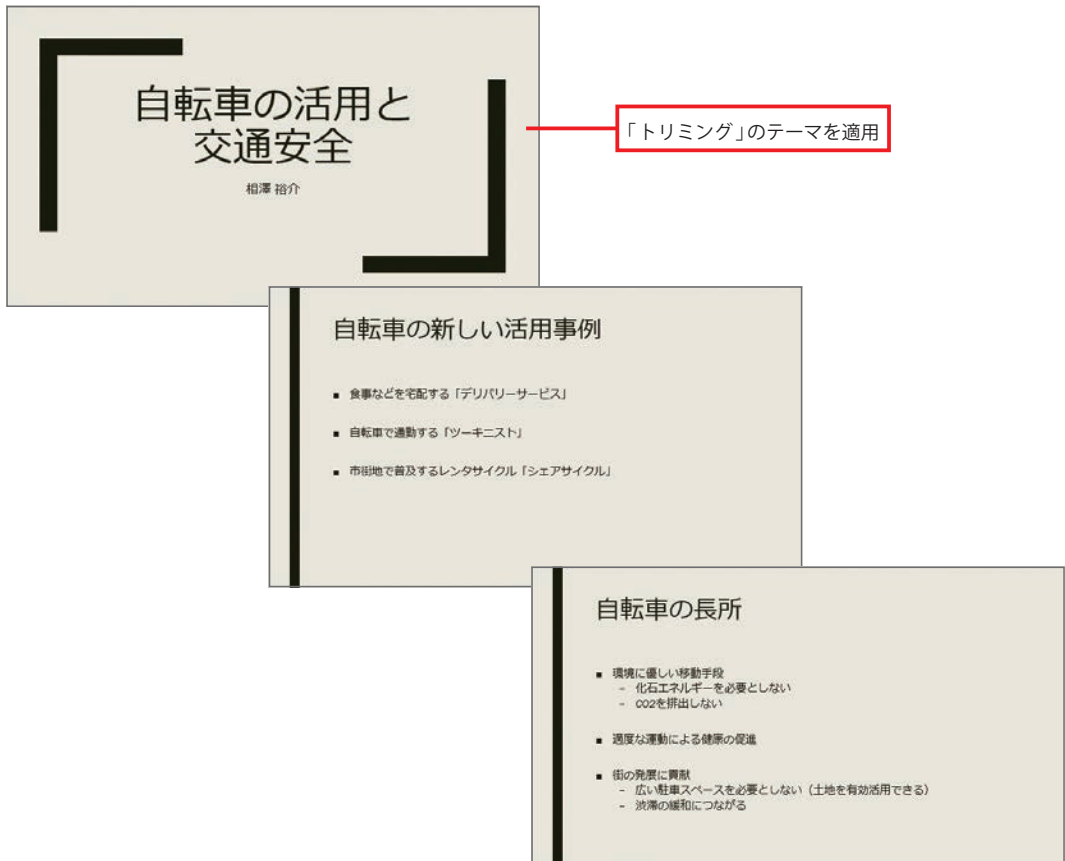 自転車の活用と
交通安全
相澤 裕介
「トリミング」のテーマを適用
自転車の新しい活用事例
■ 食事などを宅配する「デリバリーサービス」
■ 自転車で通勤する「ツーキニスト」
■ 市街地で普及するレンタサイクル「シェアサイクル」
自転車の長所
■ 環境に優しい移動手段
– 化石エネルギーを必要としない
– CO2を排出しない
■ 適度な運動による健康の促進
■ 街の発展に貢献
– 広い駐車スペースを必要としない（土地を有効活用できる）
– 渋滞の緩和につながる